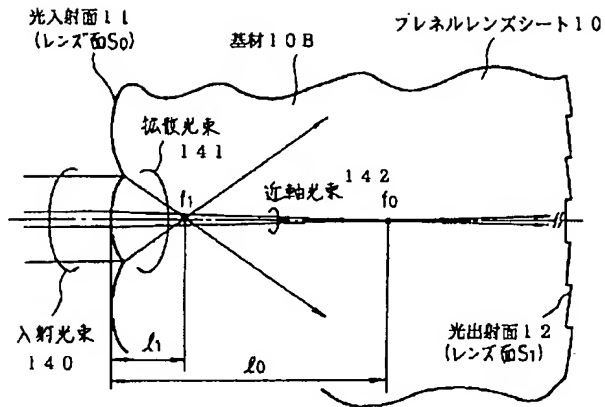 光入射面11
(レンズ面S0)
基材10B
フレネルレンズシート10
拡散光束
141
近軸光束142
f1
f0
入射光束
140
l1
l0
光出射面12
(レンズ面S1)